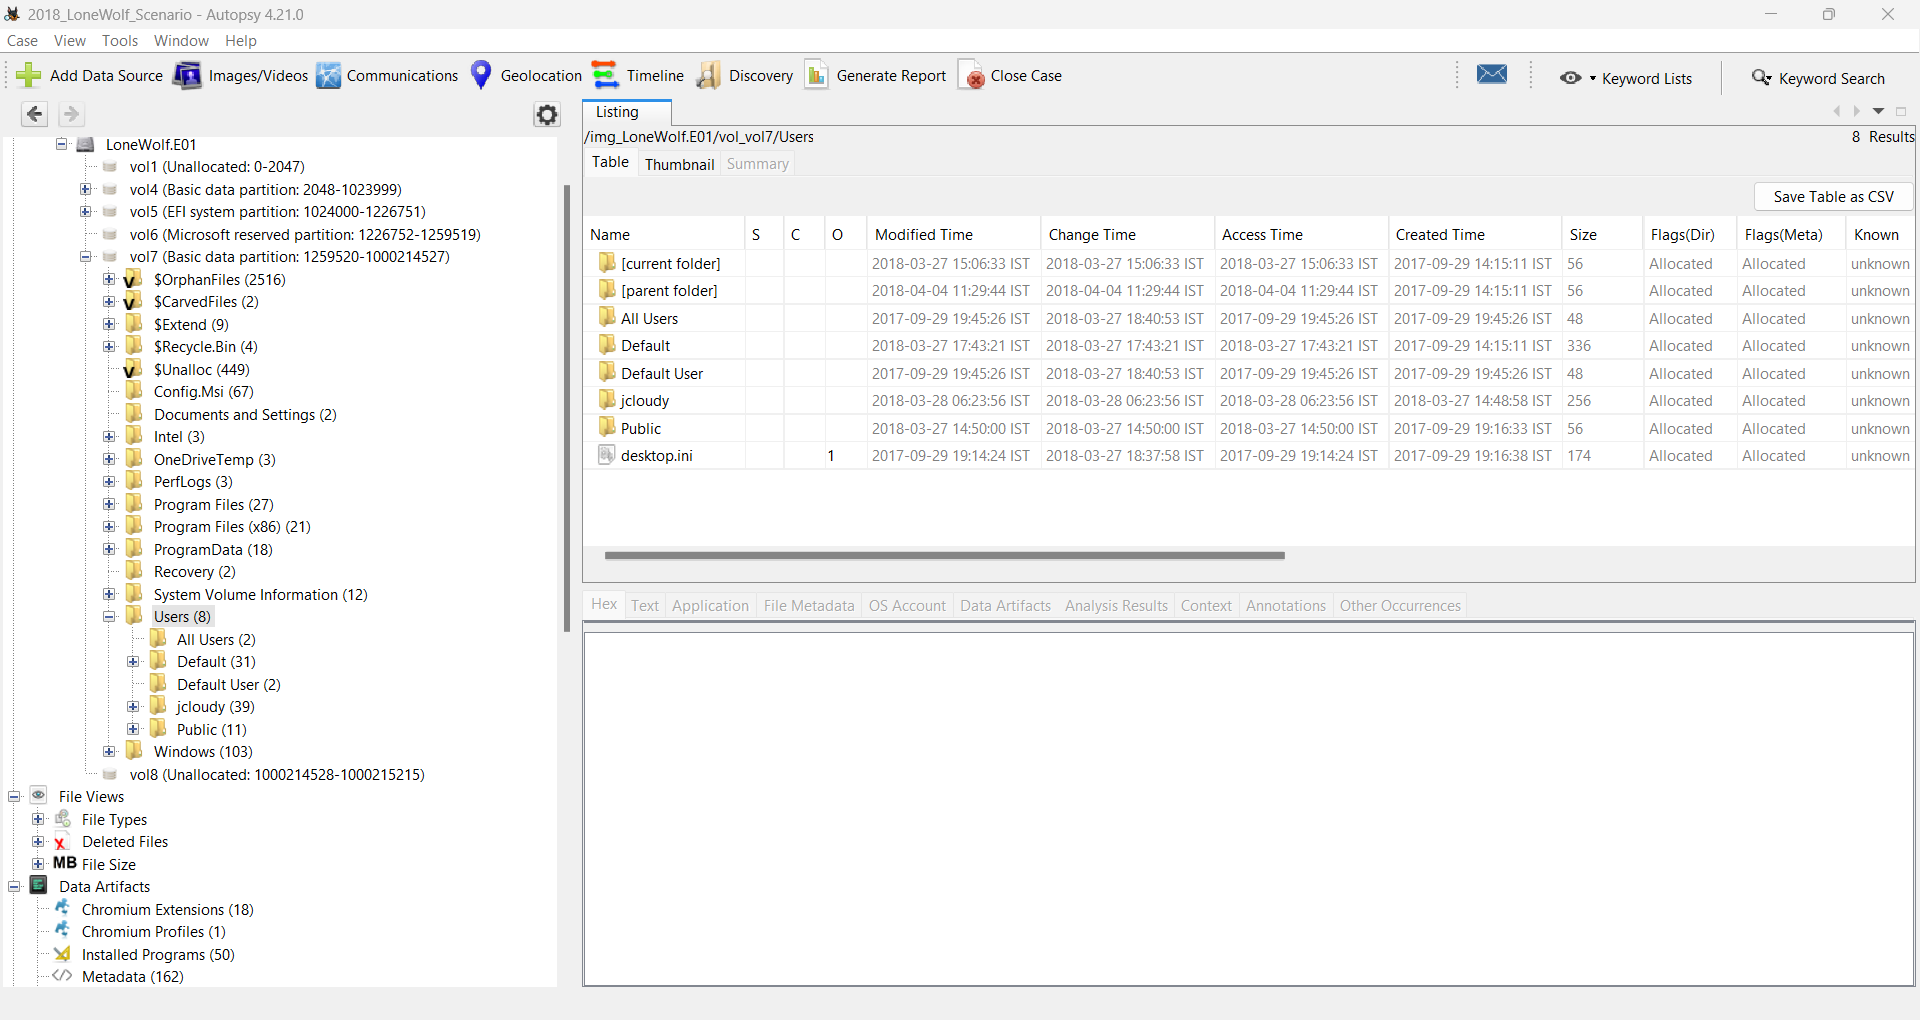 2018_LoneWolf_Scenario - Autopsy 4.21.0
Case View Tools Window Help
Add Data Source Images/Videos Communications Geolocation Timeline Discovery Generate Report Close Case Keyword Lists Keyword Search
LoneWolf.E01
vol1 (Unallocated: 0-2047)
vol4 (Basic data partition: 2048-1023999)
vol5 (EFI system partition: 1024000-1226751)
vol6 (Microsoft reserved partition: 1226752-1259519)
vol7 (Basic data partition: 1259520-1000214527)
$OrphanFiles (2516)
$CarvedFiles (2)
$Extend (9)
$Recycle.Bin (4)
$Unalloc (449)
Config.Msi (67)
Documents and Settings (2)
Intel (3)
OneDriveTemp (3)
PerfLogs (3)
Program Files (27)
Program Files (x86) (21)
ProgramData (18)
Recovery (2)
System Volume Information (12)
Users (8)
All Users (2)
Default (31)
Default User (2)
jcloudy (39)
Public (11)
Windows (103)
vol8 (Unallocated: 1000214528-1000215215)
File Views
File Types
Deleted Files
MB File Size
Data Artifacts
Chromium Extensions (18)
Chromium Profiles (1)
Installed Programs (50)
Metadata (162)
Listing
/img_LoneWolf.E01/vol_vol7/Users
8 Results
Table Thumbnail Summary
Save Table as CSV
Name S C O Modified Time Change Time Access Time Created Time Size Flags(Dir) Flags(Meta) Known
[current folder] 2018-03-27 15:06:33 IST 2018-03-27 15:06:33 IST 2018-03-27 15:06:33 IST 2017-09-29 14:15:11 IST 56 Allocated Allocated unknown
[parent folder] 2018-04-04 11:29:44 IST 2018-04-04 11:29:44 IST 2018-04-04 11:29:44 IST 2017-09-29 14:15:11 IST 56 Allocated Allocated unknown
All Users 2017-09-29 19:45:26 IST 2018-03-27 18:40:53 IST 2017-09-29 19:45:26 IST 2017-09-29 19:45:26 IST 48 Allocated Allocated unknown
Default 2018-03-27 17:43:21 IST 2018-03-27 17:43:21 IST 2018-03-27 17:43:21 IST 2017-09-29 14:15:11 IST 336 Allocated Allocated unknown
Default User 2017-09-29 19:45:26 IST 2018-03-27 18:40:53 IST 2017-09-29 19:45:26 IST 2017-09-29 19:45:26 IST 48 Allocated Allocated unknown
jcloudy 2018-03-28 06:23:56 IST 2018-03-28 06:23:56 IST 2018-03-28 06:23:56 IST 2018-03-27 14:48:58 IST 256 Allocated Allocated unknown
Public 2018-03-27 14:50:00 IST 2018-03-27 14:50:00 IST 2018-03-27 14:50:00 IST 2017-09-29 19:16:33 IST 56 Allocated Allocated unknown
desktop.ini 1 2017-09-29 19:14:24 IST 2018-03-27 18:37:58 IST 2017-09-29 19:14:24 IST 2017-09-29 19:16:38 IST 174 Allocated Allocated unknown
Hex Text Application File Metadata OS Account Data Artifacts Analysis Results Context Annotations Other Occurrences